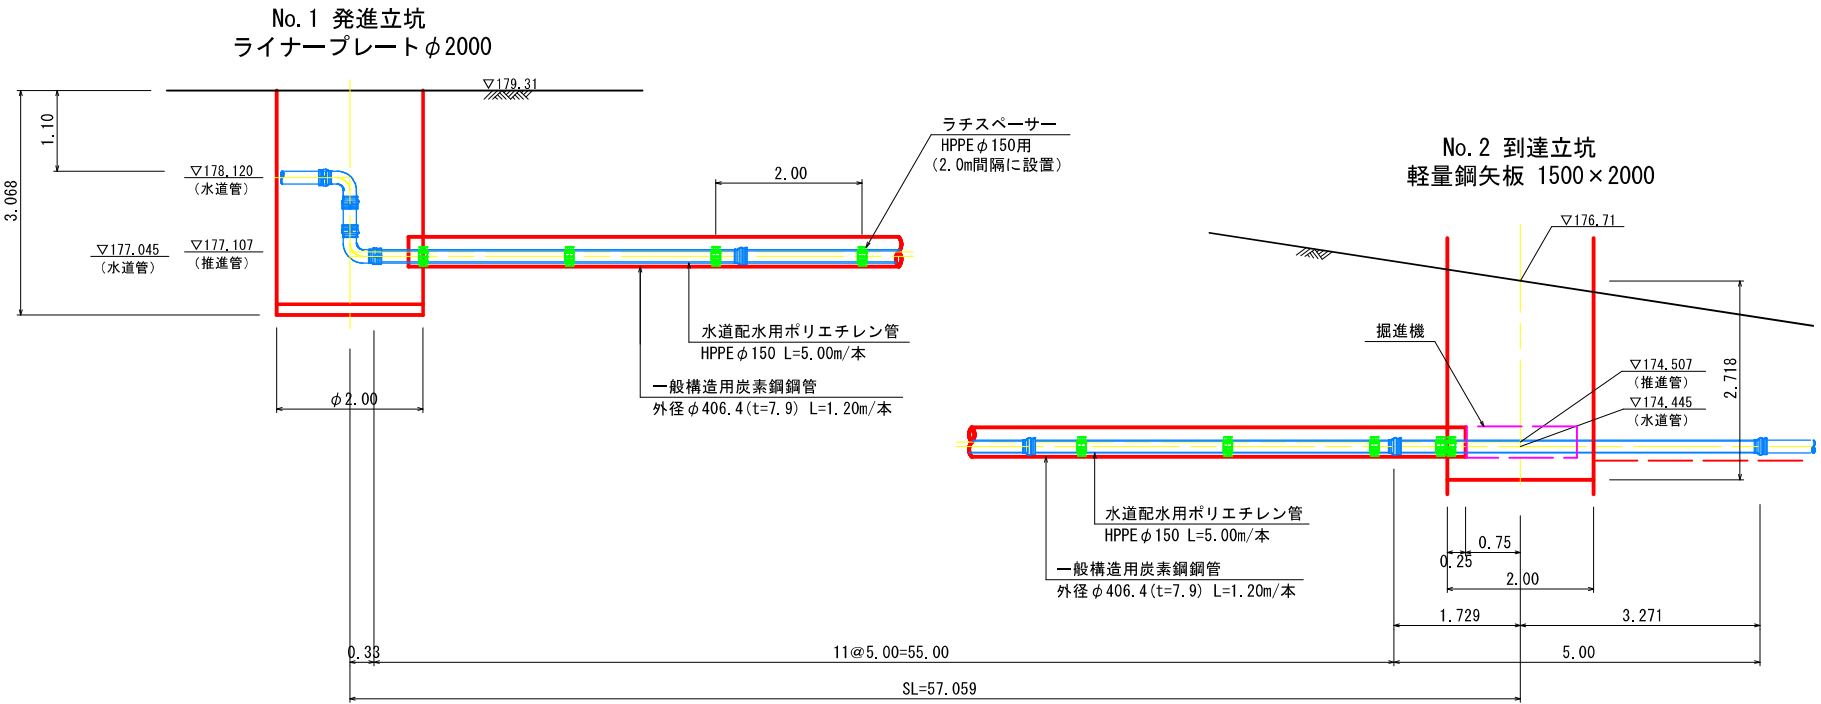 No.1 発進立坑
ライナープレートφ2000
▽179.31
1.10
3.068
▽178.120
(水道管)
▽177.045
(水道管)
▽177.107
(推進管)
2.00
ラチスペーサー
HPPEφ150用
(2.0m間隔に設置)
水道配水用ポリエチレン管
HPPEφ150 L=5.00m/本
一般構造用炭素鋼鋼管
外径φ406.4(t=7.9) L=1.20m/本
φ2.00
No.2 到達立坑
軽量鋼矢板 1500×2000
▽176.71
掘進機
▽174.507
(推進管)
▽174.445
(水道管)
2.718
水道配水用ポリエチレン管
HPPEφ150 L=5.00m/本
一般構造用炭素鋼鋼管
外径φ406.4(t=7.9) L=1.20m/本
0.75
0.25
2.00
1.729
3.271
0.33
11@5.00=55.00
5.00
SL=57.059